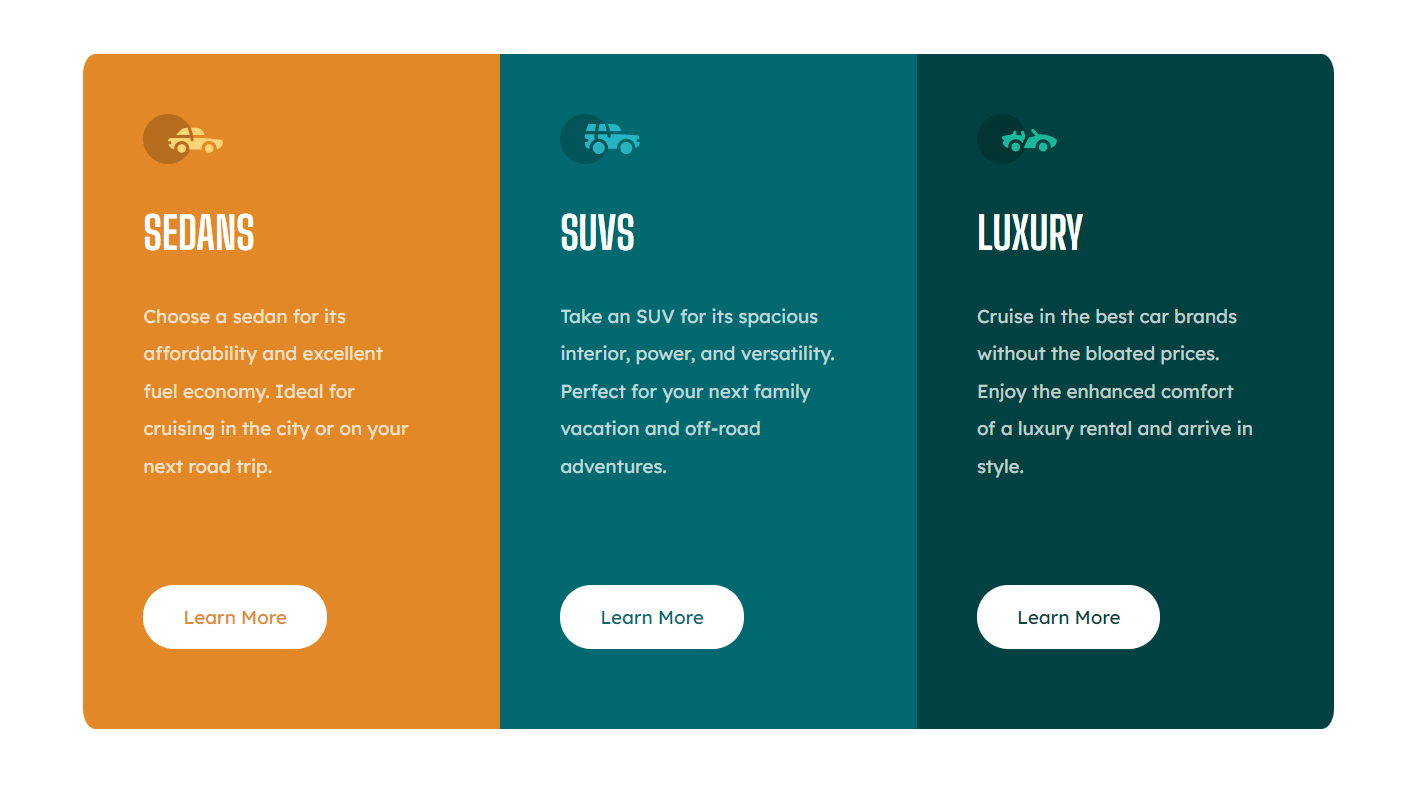 SEDANS
Choose a sedan for its
affordability and excellent
fuel economy. Ideal for
cruising in the city or on your
next road trip.
Learn More
SUVS
Take an SUV for its spacious
interior, power, and versatility.
Perfect for your next family
vacation and off-road
adventures.
Learn More
LUXURY
Cruise in the best car brands
without the bloated prices.
Enjoy the enhanced comfort
of a luxury rental and arrive in
style.
Learn More